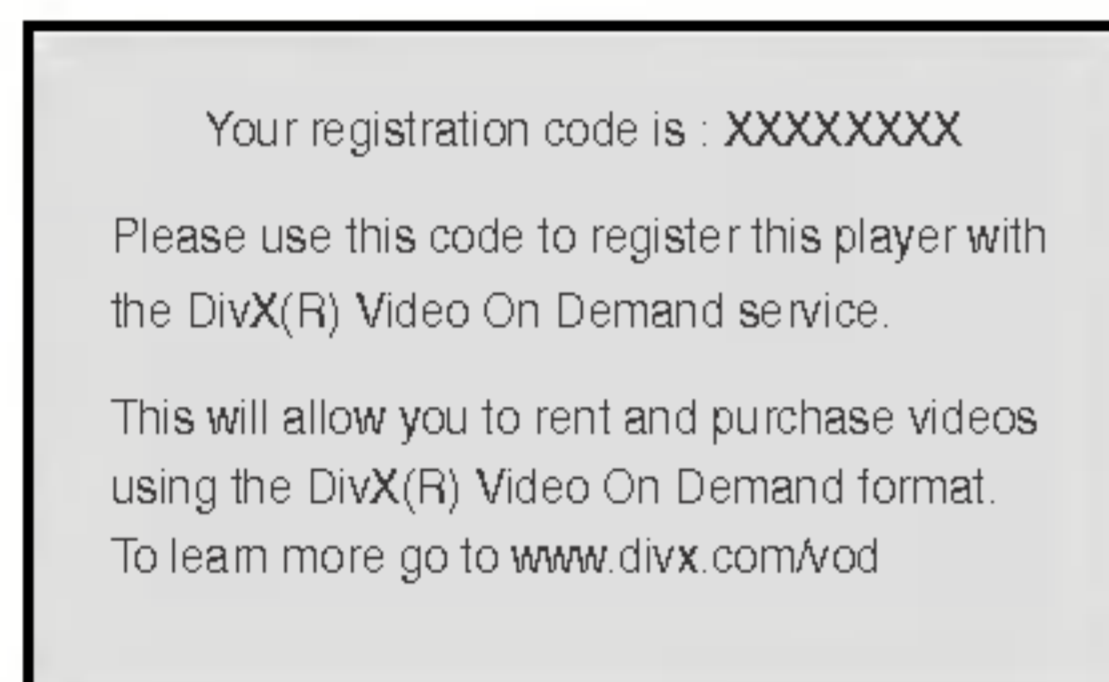 Your registration code is : XXXXXXXX
Please use this code to register this player with
the DivX(R) Video On Demand service.
This will allow you to rent and purchase videos
using the DivX(R) Video On Demand format.
To learn more go to www.divx.com/vod